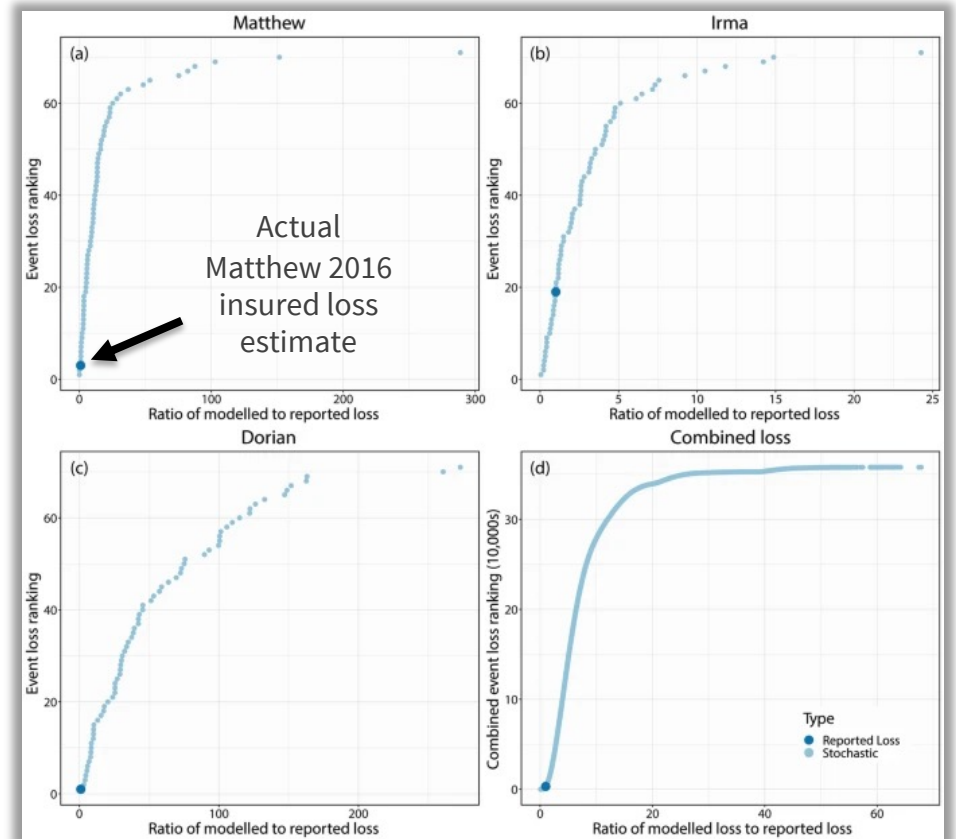 Matthew
(a)
Event loss ranking
60
40
20
0
Actual
Matthew 2016
insured loss
estimate
0
100
200
300
Ratio of modelled to reported loss
Irma
(b)
Event loss ranking
60
40
20
0
0
5
10
15
20
25
Ratio of modelled to reported loss
Dorian
(c)
Event loss ranking
60
40
20
0
0
100
200
Ratio of modelled to reported loss
Combined loss
(d)
Combined event loss ranking (10,000s)
30
20
10
0
Type
Reported Loss
Stochastic
0
20
40
60
Ratio of modelled loss to reported loss